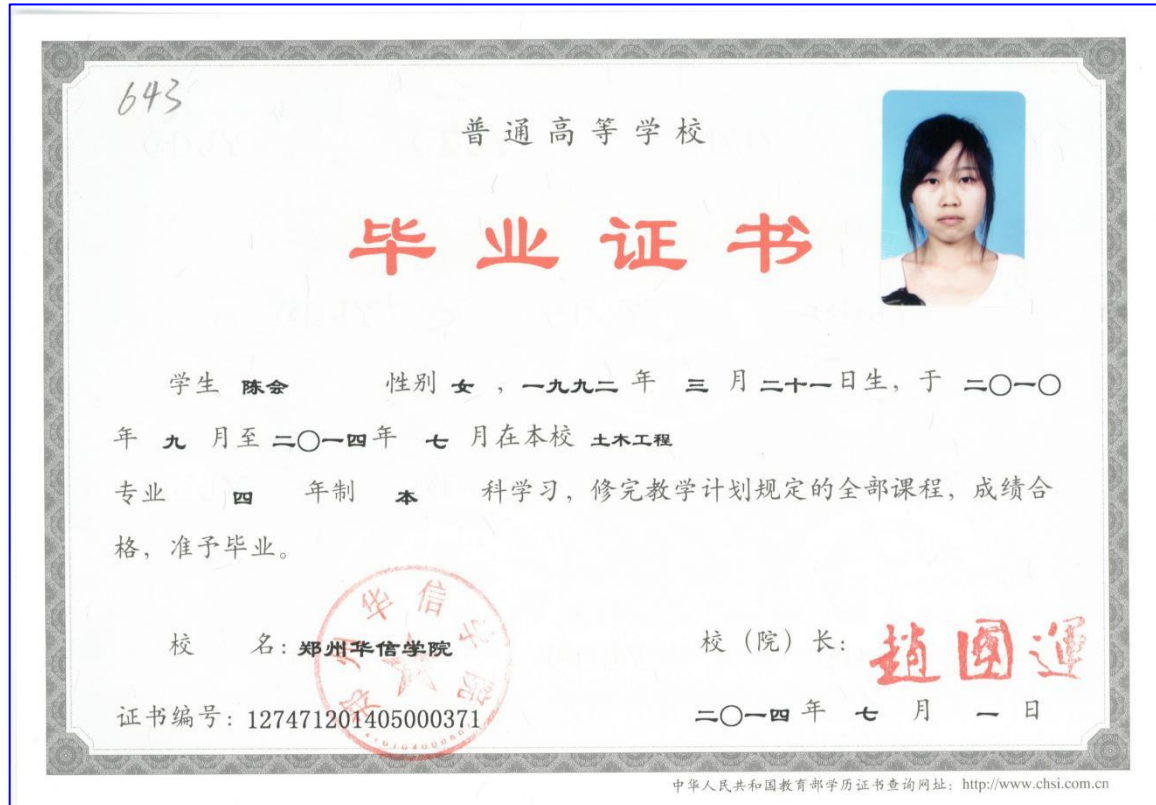 643
普通高等学校
毕业证书
学生 陈会 性别 女 ，一九九二 年 三 月 二十一 日生，于 二〇一〇
年 九 月至 二〇一四 年 七 月在本校 土木工程
专业 四 年制 本 科学习，修完教学计划规定的全部课程，成绩合
格，准予毕业。
校 名：郑州华信学院
校（院）长：趙國運
郑州华信学院
证书编号：127471201405000371
二〇一四 年 七 月 一 日
中华人民共和国教育部学历证书查询网址：http://www.chsi.com.cn